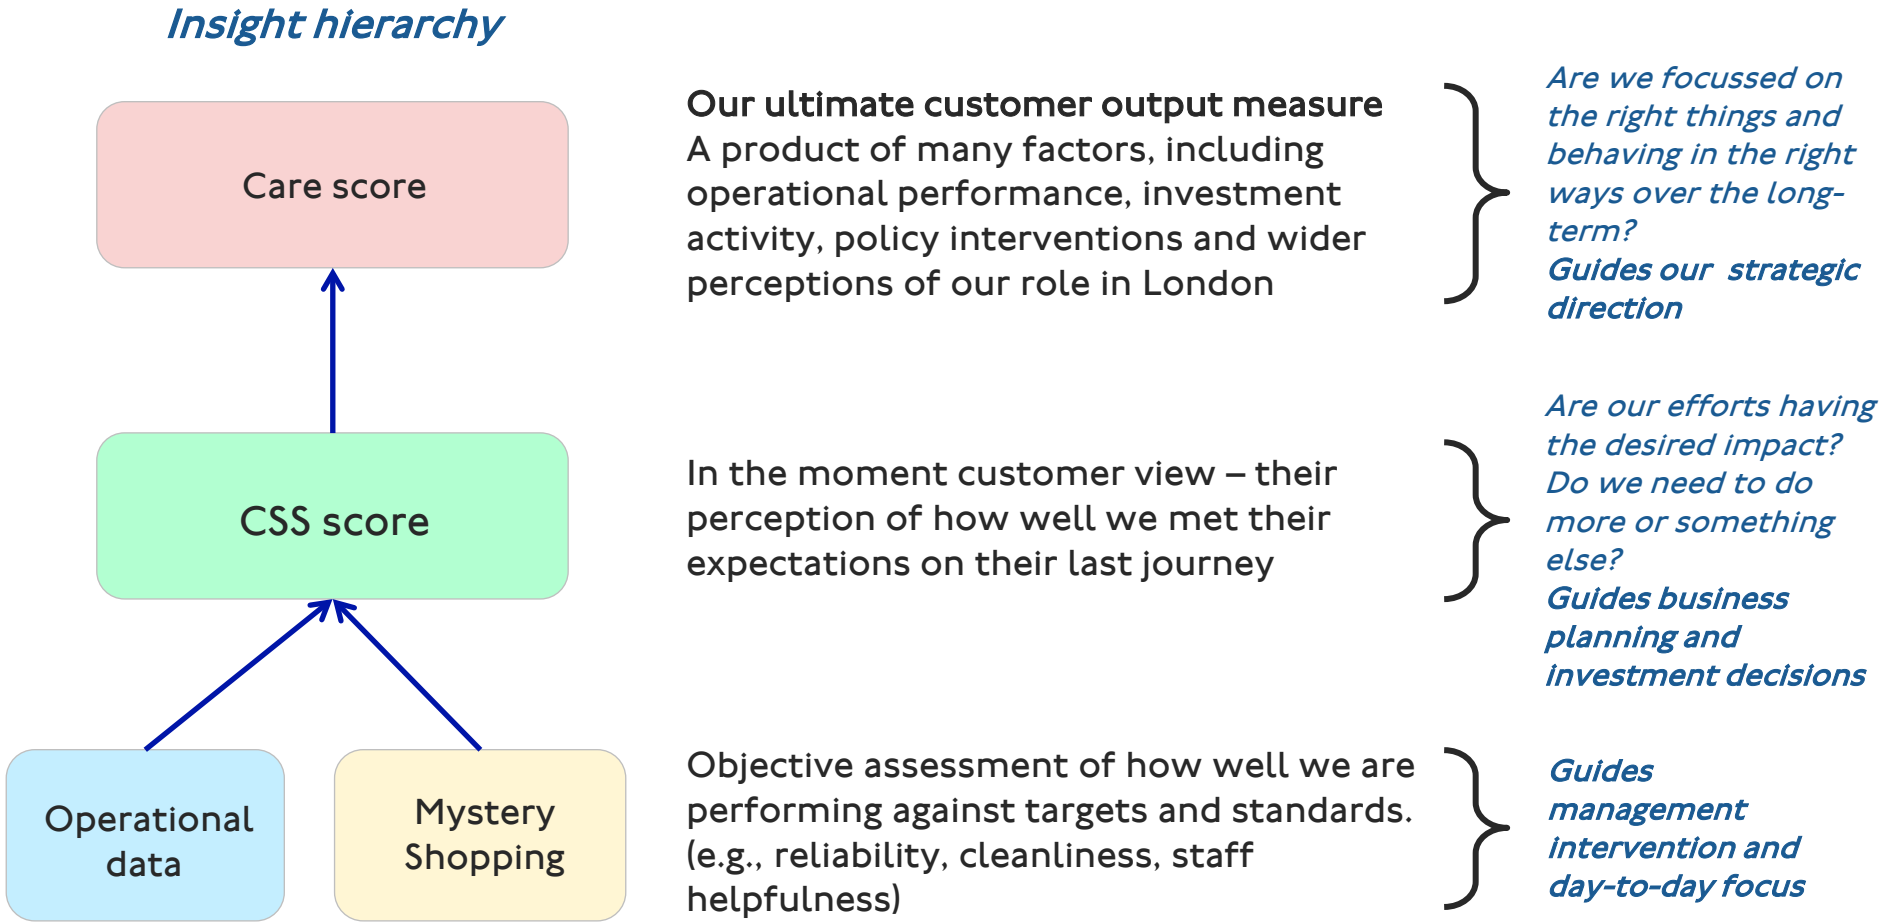 Insight hierarchy
Care score
Our ultimate customer output measure
A product of many factors, including
operational performance, investment
activity, policy interventions and wider
perceptions of our role in London
Are we focussed on
the right things and
behaving in the right
ways over the long-
term?
Guides our strategic
direction
CSS score
In the moment customer view – their
perception of how well we met their
expectations on their last journey
Are our efforts having
the desired impact?
Do we need to do
more or something
else?
Guides business
planning and
investment decisions
Operational
data
Mystery
Shopping
Objective assessment of how well we are
performing against targets and standards.
(e.g., reliability, cleanliness, staff
helpfulness)
Guides
management
intervention and
day-to-day focus